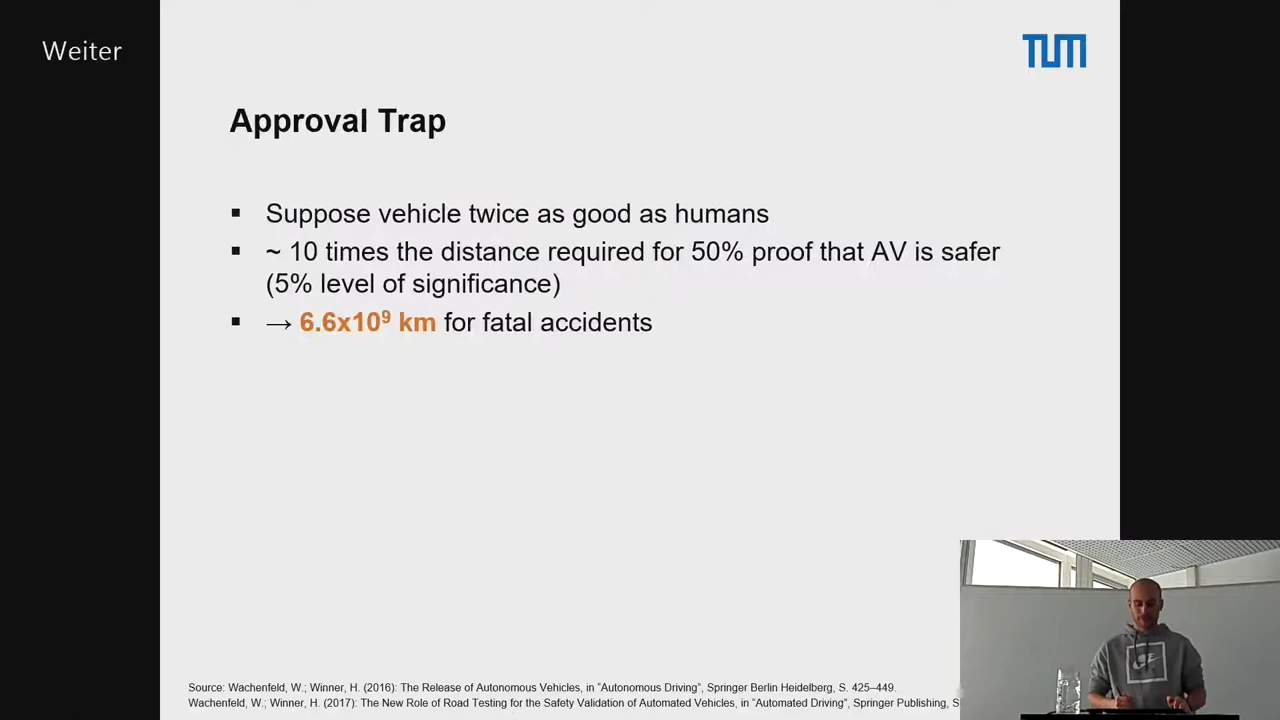 Weiter
TUM
Approval Trap
▪ Suppose vehicle twice as good as humans
▪ ~ 10 times the distance required for 50% proof that AV is safer
(5% level of significance)
▪ → 6.6x10⁹ km for fatal accidents
Source: Wachenfeld, W.; Winner, H. (2016): The Release of Autonomous Vehicles, in “Autonomous Driving”, Springer Berlin Heidelberg, S. 425–449.
Wachenfeld, W.; Winner, H. (2017): The New Role of Road Testing for the Safety Validation of Automated Vehicles, in “Automated Driving”, Springer Publishing, S